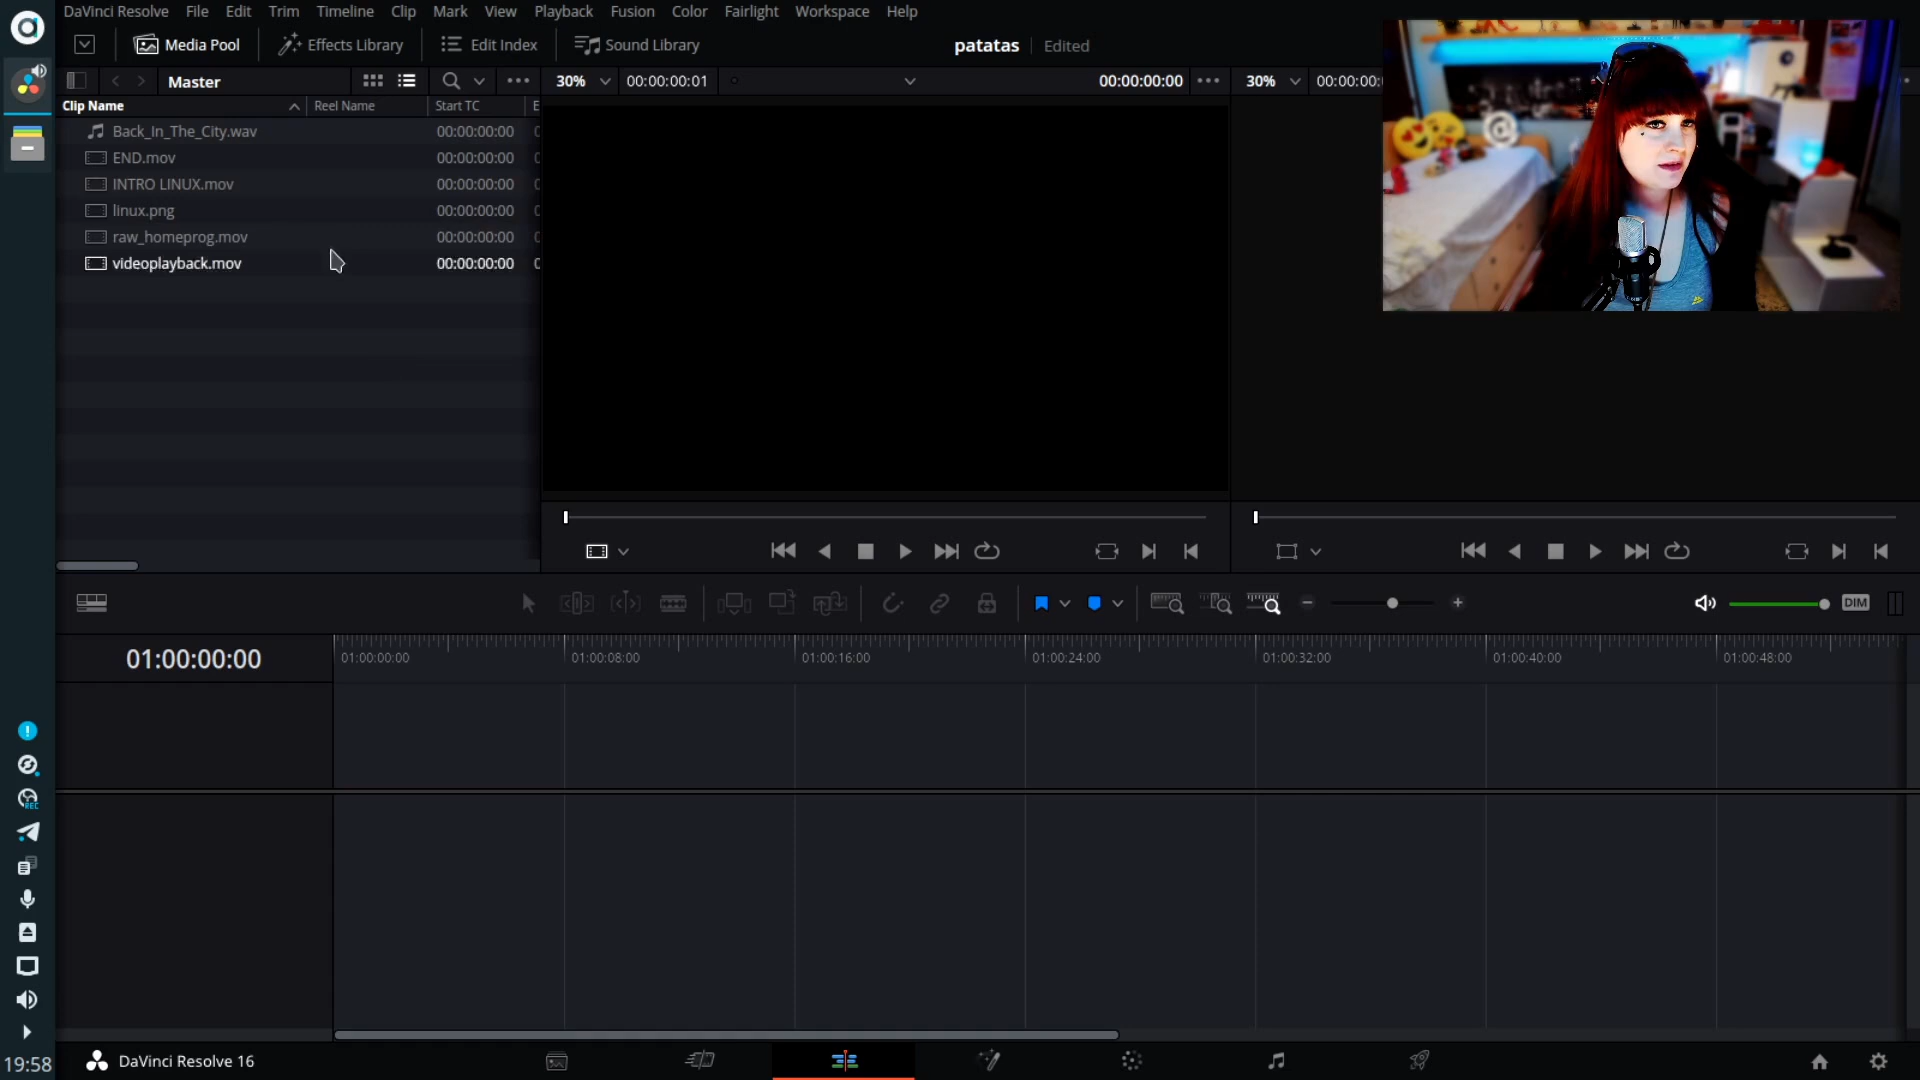 DaVinci Resolve File Edit Trim Timeline Clip Mark View Playback Fusion Color Fairlight Workspace Help
Media Pool Effects Library Edit Index Sound Library patatas Edited
Master 30% 00:00:00:01 00:00:00:00 30% 00:00:00:
Clip Name Reel Name Start TC E
Back_In_The_City.wav 00:00:00:00
END.mov 00:00:00:00
INTRO LINUX.mov 00:00:00:00
linux.png 00:00:00:00
raw_homeprog.mov 00:00:00:00
videoplayback.mov 00:00:00:00
DIM
01:00:00:00 01:00:00:00 01:00:08:00 01:00:16:00 01:00:24:00 01:00:32:00 01:00:40:00 01:00:48:00
REC
19:58 DaVinci Resolve 16